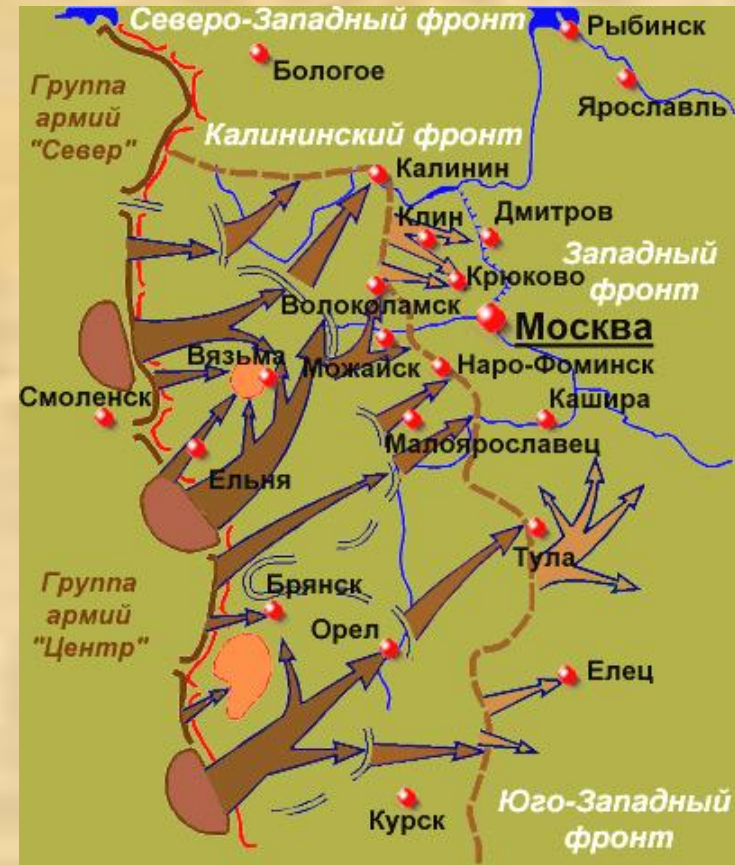 Северо-Западный фронт
Рыбинск
Бологое
Ярославль
Группа
армий
"Север"
Калининский фронт
Калинин
Клин
Дмитров
Западный
фронт
Крюково
Волоколамск
Москва
Вязьма
Можайск
Наро-Фоминск
Смоленск
Кашира
Малоярославец
Ельня
Тула
Группа
армий
"Центр"
Брянск
Орел
Елец
Курск
Юго-Западный
фронт